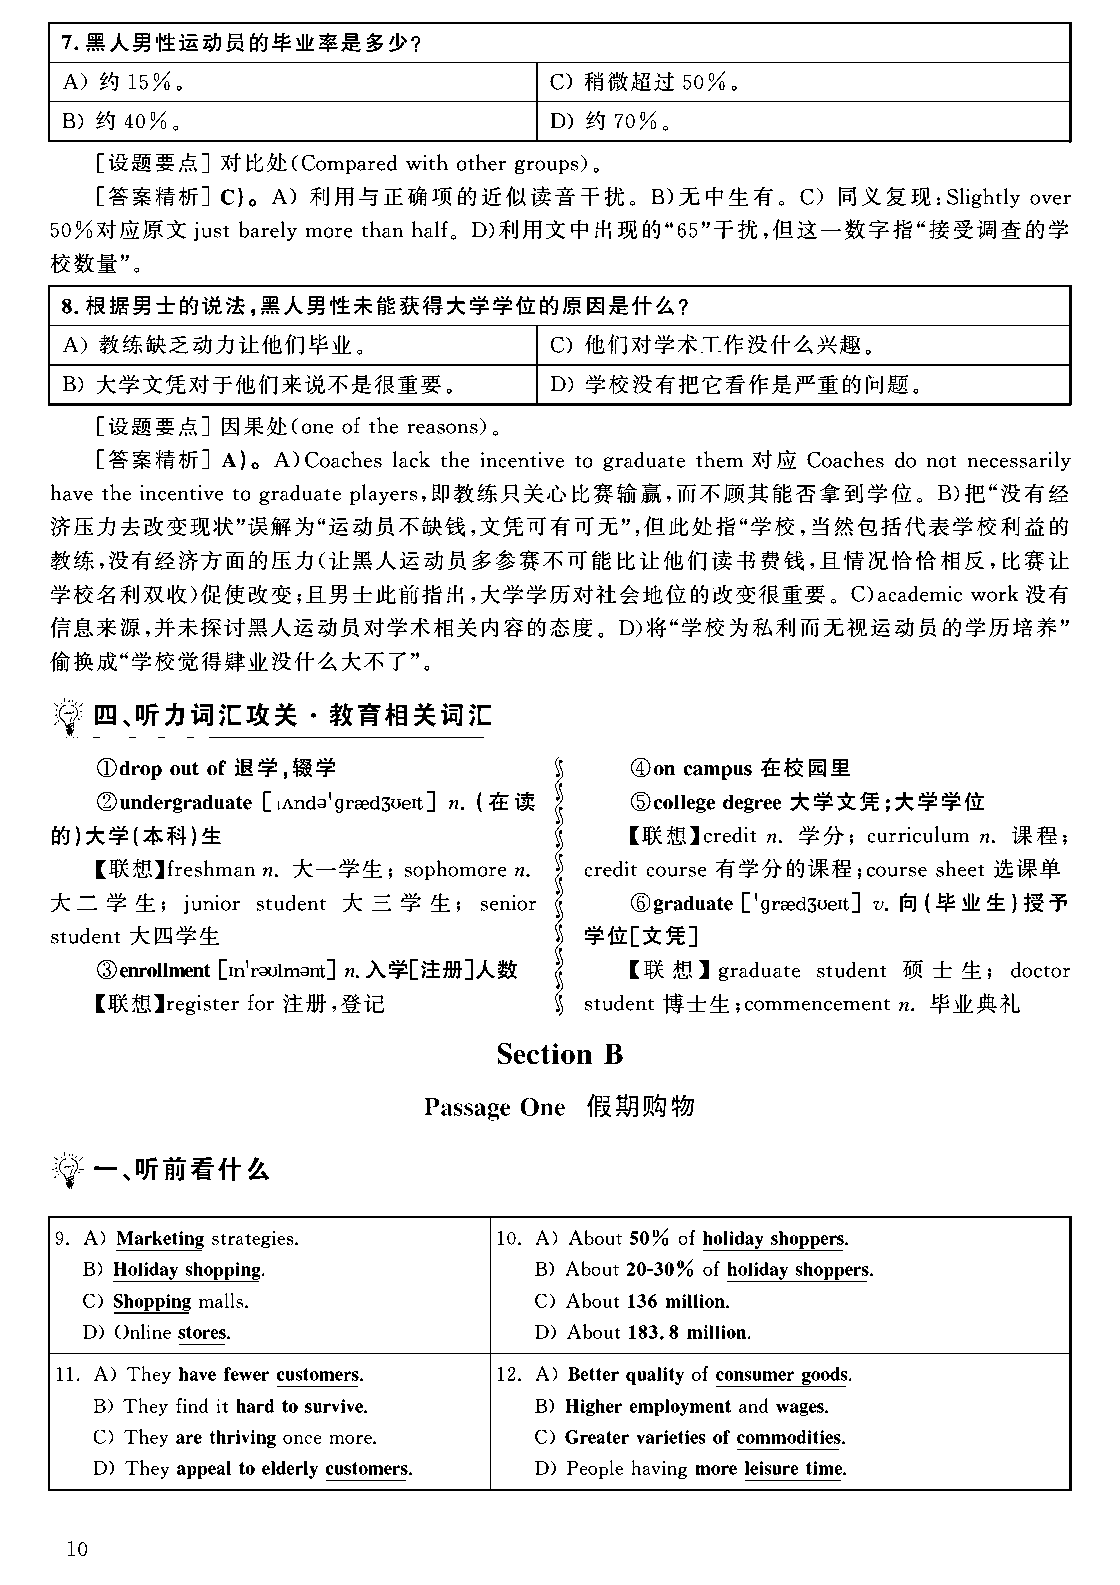 7. 黑人男性运动员的毕业率是多少?
A) 约 15%。
C) 稍微超过 50%。
B) 约 40%。
D) 约 70%。
[设题要点] 对比处(Compared with other groups)。
[答案精析] C)。A) 利用与正确项的近似读音干扰。B)无中生有。C) 同义复现:Slightly over
50%对应原文 just barely more than half。D)利用文中出现的“65”干扰,但这一数字指“接受调查的学
校数量”。
8. 根据男士的说法,黑人男性未能获得大学学位的原因是什么?
A) 教练缺乏动力让他们毕业。
C) 他们对学术工作没什么兴趣。
B) 大学文凭对于他们来说不是很重要。
D) 学校没有把它看作是严重的问题。
[设题要点] 因果处(one of the reasons)。
[答案精析] A)。A)Coaches lack the incentive to graduate them 对应 Coaches do not necessarily
have the incentive to graduate players,即教练只关心比赛输赢,而不顾其能否拿到学位。B)把“没有经
济压力去改变现状”误解为“运动员不缺钱,文凭可有可无”,但此处指“学校,当然包括代表学校利益的
教练,没有经济方面的压力(让黑人运动员多参赛不可能比让他们读书费钱,且情况恰恰相反,比赛让
学校名利双收)促使改变;且男士此前指出,大学学历对社会地位的改变很重要。C)academic work 没有
信息来源,并未探讨黑人运动员对学术相关内容的态度。D)将“学校为私利而无视运动员的学历培养”
偷换成“学校觉得肄业没什么大不了”。
四、听力词汇攻关·教育相关词汇
①drop out of 退学,辍学
②undergraduate [ˌʌndəˈgrædʒʊeɪt] n. (在读
的)大学(本科)生
【联想】freshman n. 大一学生; sophomore n.
大二学生; junior student 大三学生; senior
student 大四学生
③enrollment [ɪnˈrəʊlmənt] n. 入学[注册]人数
【联想】register for 注册,登记
④on campus 在校园里
⑤college degree 大学文凭;大学学位
【联想】credit n. 学分; curriculum n. 课程;
credit course 有学分的课程;course sheet 选课单
⑥graduate [ˈgrædʒʊeɪt] v. 向(毕业生)授予
学位[文凭]
【联想】graduate student 硕士生; doctor
student 博士生;commencement n. 毕业典礼
Section B
Passage One 假期购物
一、听前看什么
9. A) Marketing strategies.
B) Holiday shopping.
C) Shopping malls.
D) Online stores.
10. A) About 50% of holiday shoppers.
B) About 20-30% of holiday shoppers.
C) About 136 million.
D) About 183.8 million.
11. A) They have fewer customers.
B) They find it hard to survive.
C) They are thriving once more.
D) They appeal to elderly customers.
12. A) Better quality of consumer goods.
B) Higher employment and wages.
C) Greater varieties of commodities.
D) People having more leisure time.
10